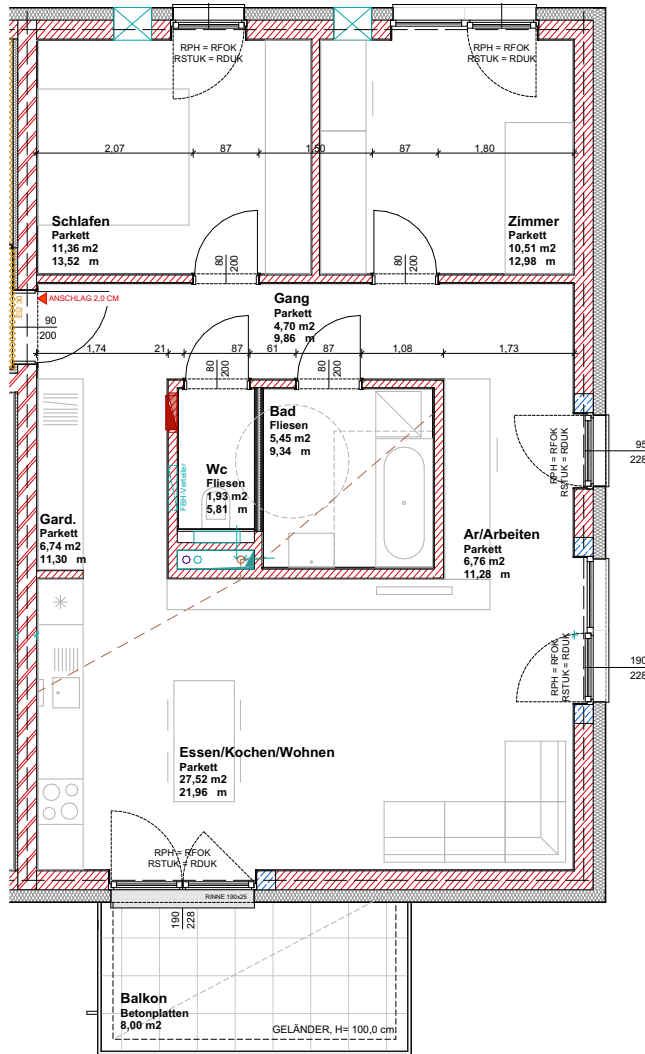 RPH = RFOK
RSTUK = RDUK
RPH = RFOK
RSTUK = RDUK
2,07
87
1,50
87
1,80
Schlafen
Parkett
11,36 m2
13,52 m
Zimmer
Parkett
10,51 m2
12,98 m
80
200
80
200
ANSCHLAG 2,0 CM
EI2 30
90
200
Gang
Parkett
4,70 m2
9,86 m
1,74
21
87
61
87
1,08
1,73
80
200
80
200
Bad
Fliesen
5,45 m2
9,34 m
Wc
Fliesen
1,93 m2
5,81 m
FBH-Verteiler
RPH = RFOK
RSTUK = RDUK
95
228
Gard.
Parkett
6,74 m2
11,30 m
Ar/Arbeiten
Parkett
6,76 m2
11,28 m
RPH = RFOK
RSTUK = RDUK
190
228
Essen/Kochen/Wohnen
Parkett
27,52 m2
21,96 m
RPH = RFOK
RSTUK = RDUK
RINNE 190x25
190
228
Balkon
Betonplatten
8,00 m2
GELÄNDER, H= 100,0 cm